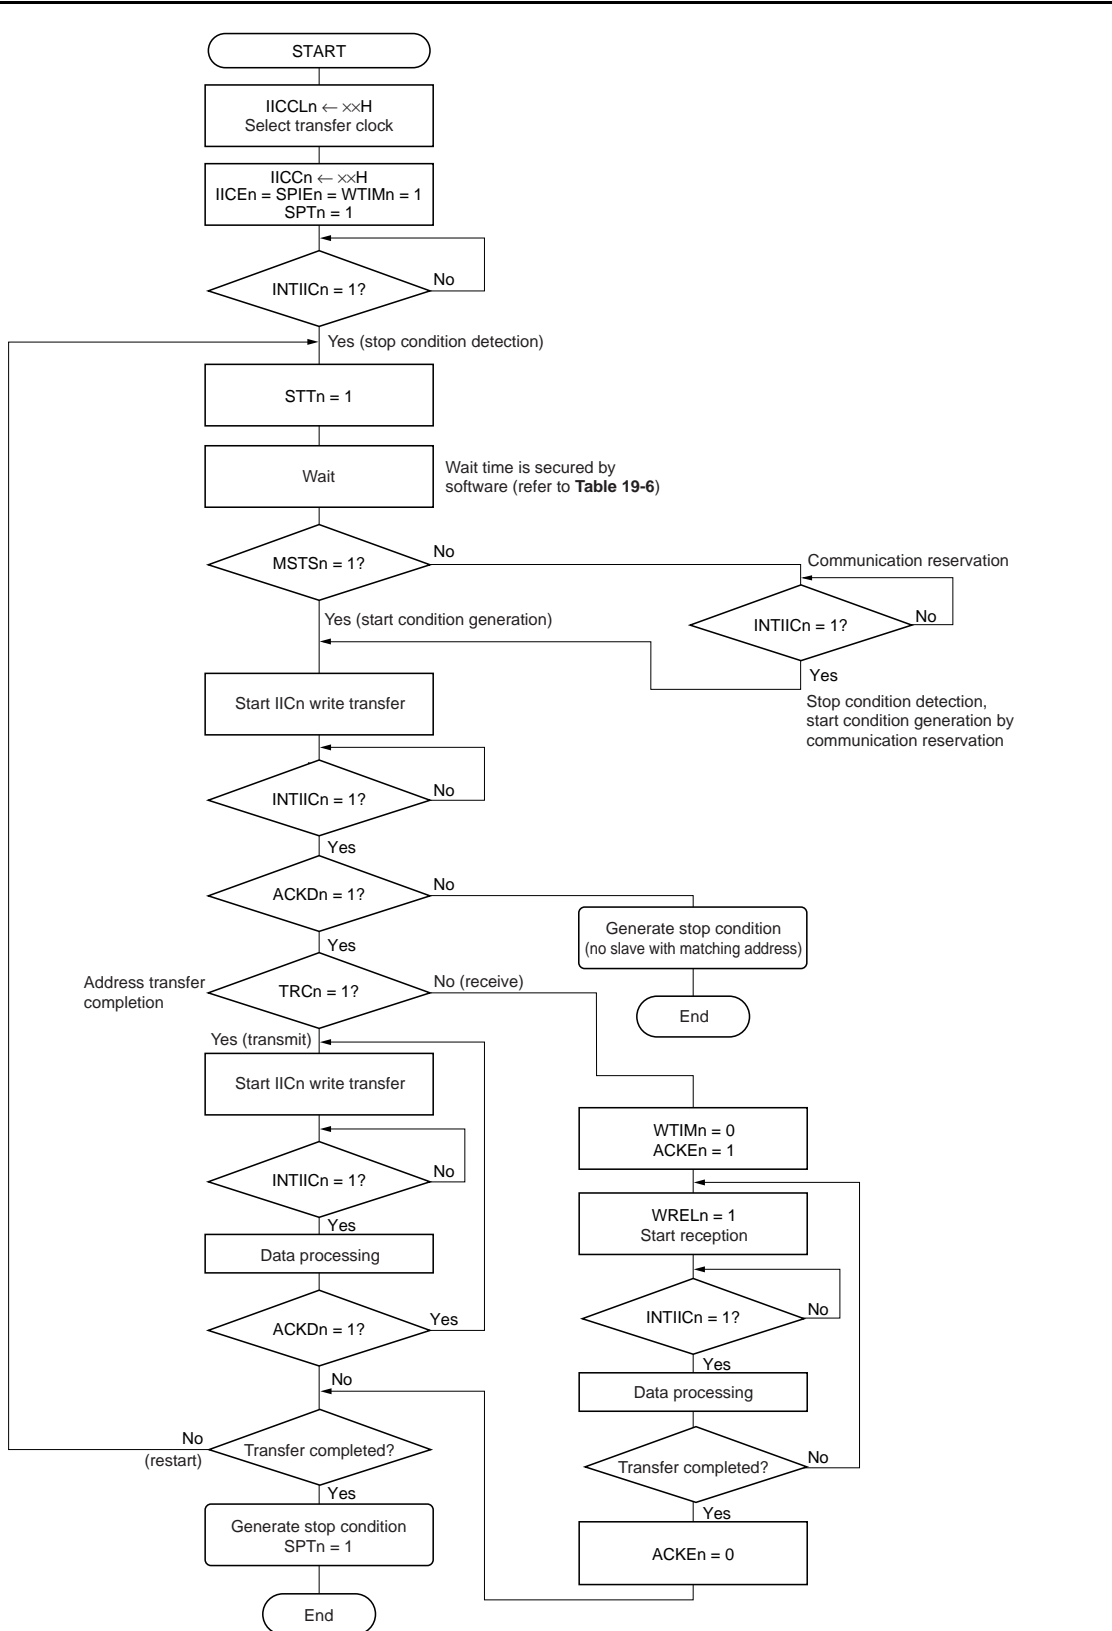 START
IICCLn ← ××H
Select transfer clock
IICCn ← ××H
IICEn = SPIEn = WTIMn = 1
SPTn = 1
INTIICn = 1?
No
Yes (stop condition detection)
STTn = 1
Wait
Wait time is secured by
software (refer to Table 19-6)
MSTSn = 1?
No
Communication reservation
INTIICn = 1?
No
Yes (start condition generation)
Yes
Stop condition detection,
start condition generation by
communication reservation
Start IICn write transfer
INTIICn = 1?
No
Yes
ACKDn = 1?
No
Generate stop condition
(no slave with matching address)
End
Yes
Address transfer
completion
TRCn = 1?
No (receive)
Yes (transmit)
Start IICn write transfer
INTIICn = 1?
No
Yes
Data processing
ACKDn = 1?
Yes
No
WTIMn = 0
ACKEn = 1
WRELn = 1
Start reception
INTIICn = 1?
No
Yes
Data processing
Transfer completed?
No
Yes
ACKEn = 0
Transfer completed?
No
(restart)
Yes
Generate stop condition
SPTn = 1
End